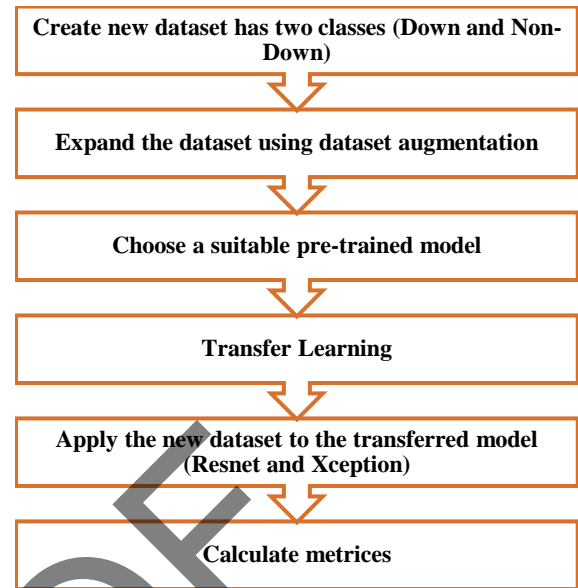 Create new dataset has two classes (Down and Non-
Down)
Expand the dataset using dataset augmentation
Choose a suitable pre-trained model
Transfer Learning
Apply the new dataset to the transferred model
(Resnet and Xception)
Calculate metrices
OF